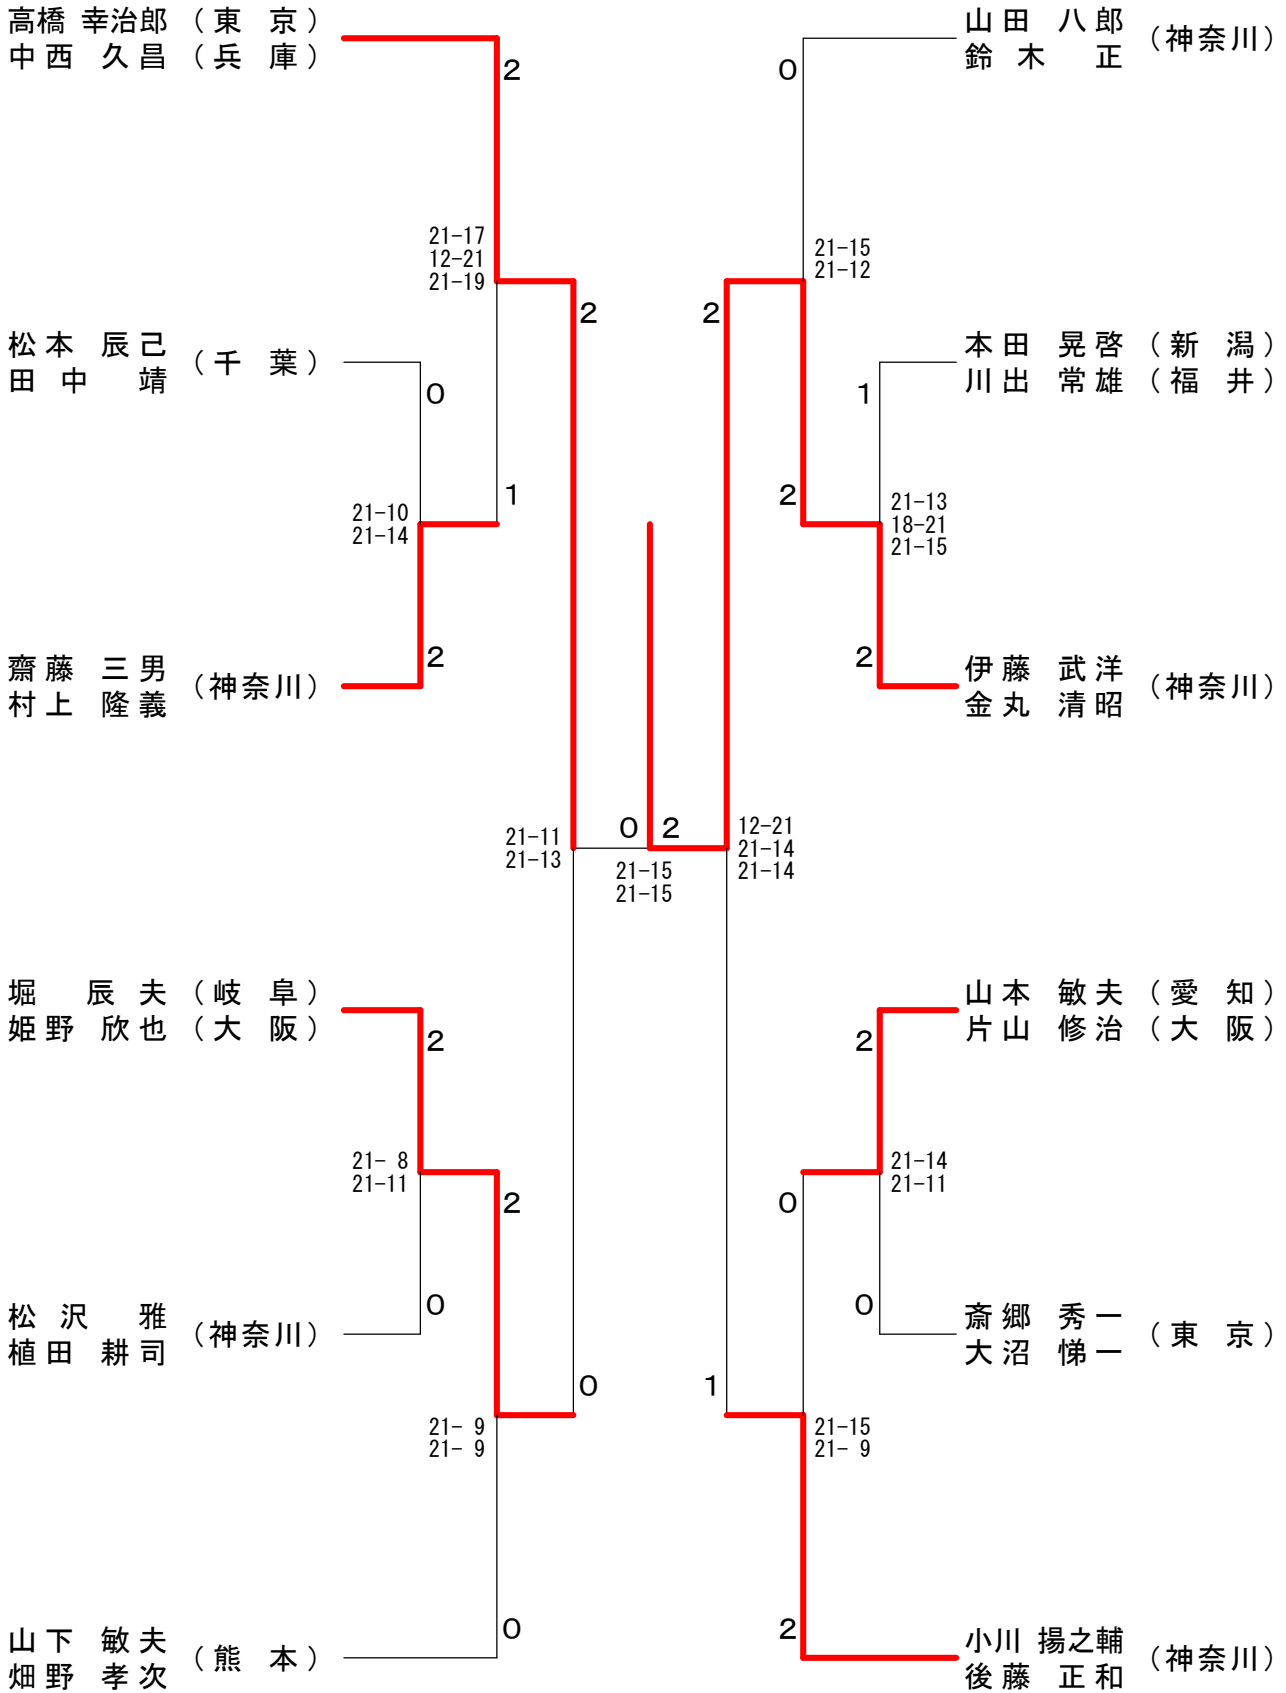 高橋 幸治郎 （ 東 京 ）
中西 久昌 （ 兵 庫 ）
2
21-17
12-21
21-19
松本 辰己
田中 靖
（ 千 葉 ）
0
1
21-10
21-14
2
齋藤 三男
村上 隆義
（神奈川）
2
21-11
21-13
堀 辰夫 （ 岐 阜 ）
姫野 欣也 （ 大 阪 ）
2
21- 8
21-11
2
0
松沢 雅
植田 耕司
（神奈川）
0
21- 9
21- 9
0
山下 敏夫
畑野 孝次
（ 熊 本 ）
0 2
21-15
21-15
山田 八郎
鈴木 正
（神奈川）
0
21-15
21-12
2
本田 晃啓 （ 新 潟 ）
川出 常雄 （ 福 井 ）
1
2
21-13
18-21
21-15
2
伊藤 武洋
金丸 清昭
（神奈川）
12-21
21-14
21-14
山本 敏夫 （ 愛 知 ）
片山 修治 （ 大 阪 ）
2
21-14
21-11
0
0
斎郷 秀一
大沼 悌一
（ 東 京 ）
1
21-15
21- 9
2
小川 揚之輔
後藤 正和
（神奈川）